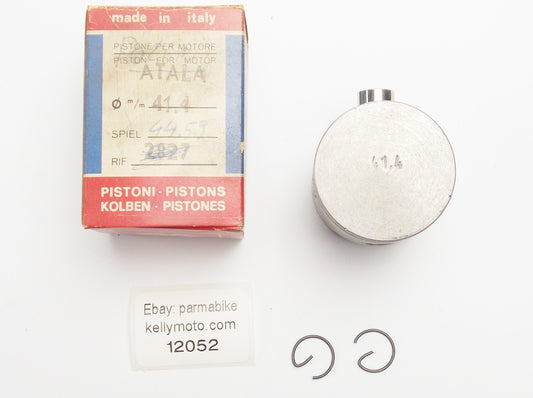 made in italy
PISTONE PER MOTORE
PISTON FOR MOTOR
ATALA
Ø m/m 41.4
SPIEL 44.59
RIF 2827
PISTONI - PISTONS
KOLBEN - PISTONES
41,4
Ebay: parmabike
kellymoto.com
12052